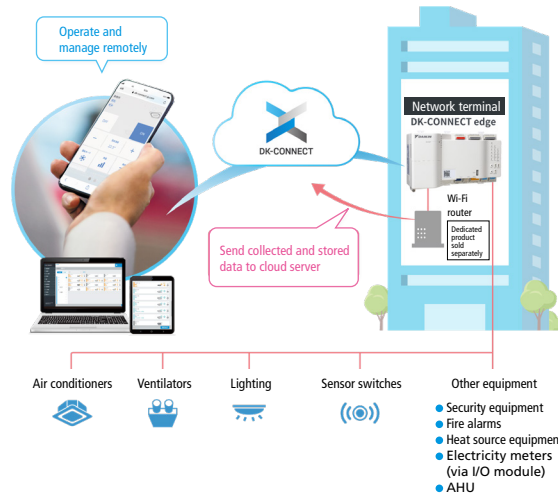 Operate and
manage remotely
DK-CONNECT
Network terminal
DK-CONNECT edge
Wi-Fi
router
Dedicated
product
sold
separately
Send collected and stored
data to cloud server
Air conditioners
Ventilators
Lighting
Sensor switches
Other equipment
Security equipment
Fire alarms
Heat source equipment
Electricity meters
(via I/O module)
AHU